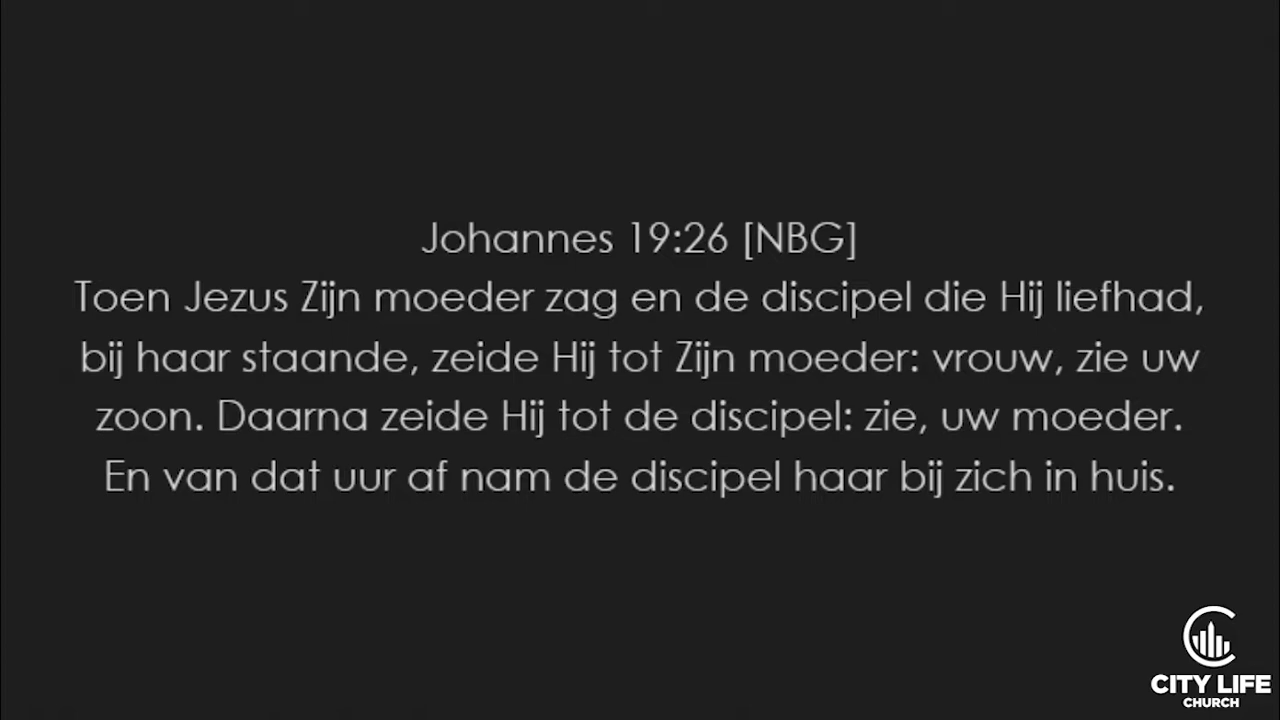 Johannes 19:26 [NBG]
Toen Jezus Zijn moeder zag en de discipel die Hij liefhad,
bij haar staande, zeide Hij tot Zijn moeder: vrouw, zie uw
zoon. Daarna zeide Hij tot de discipel: zie, uw moeder.
En van dat uur af nam de discipel haar bij zich in huis.
CITY LIFE
CHURCH